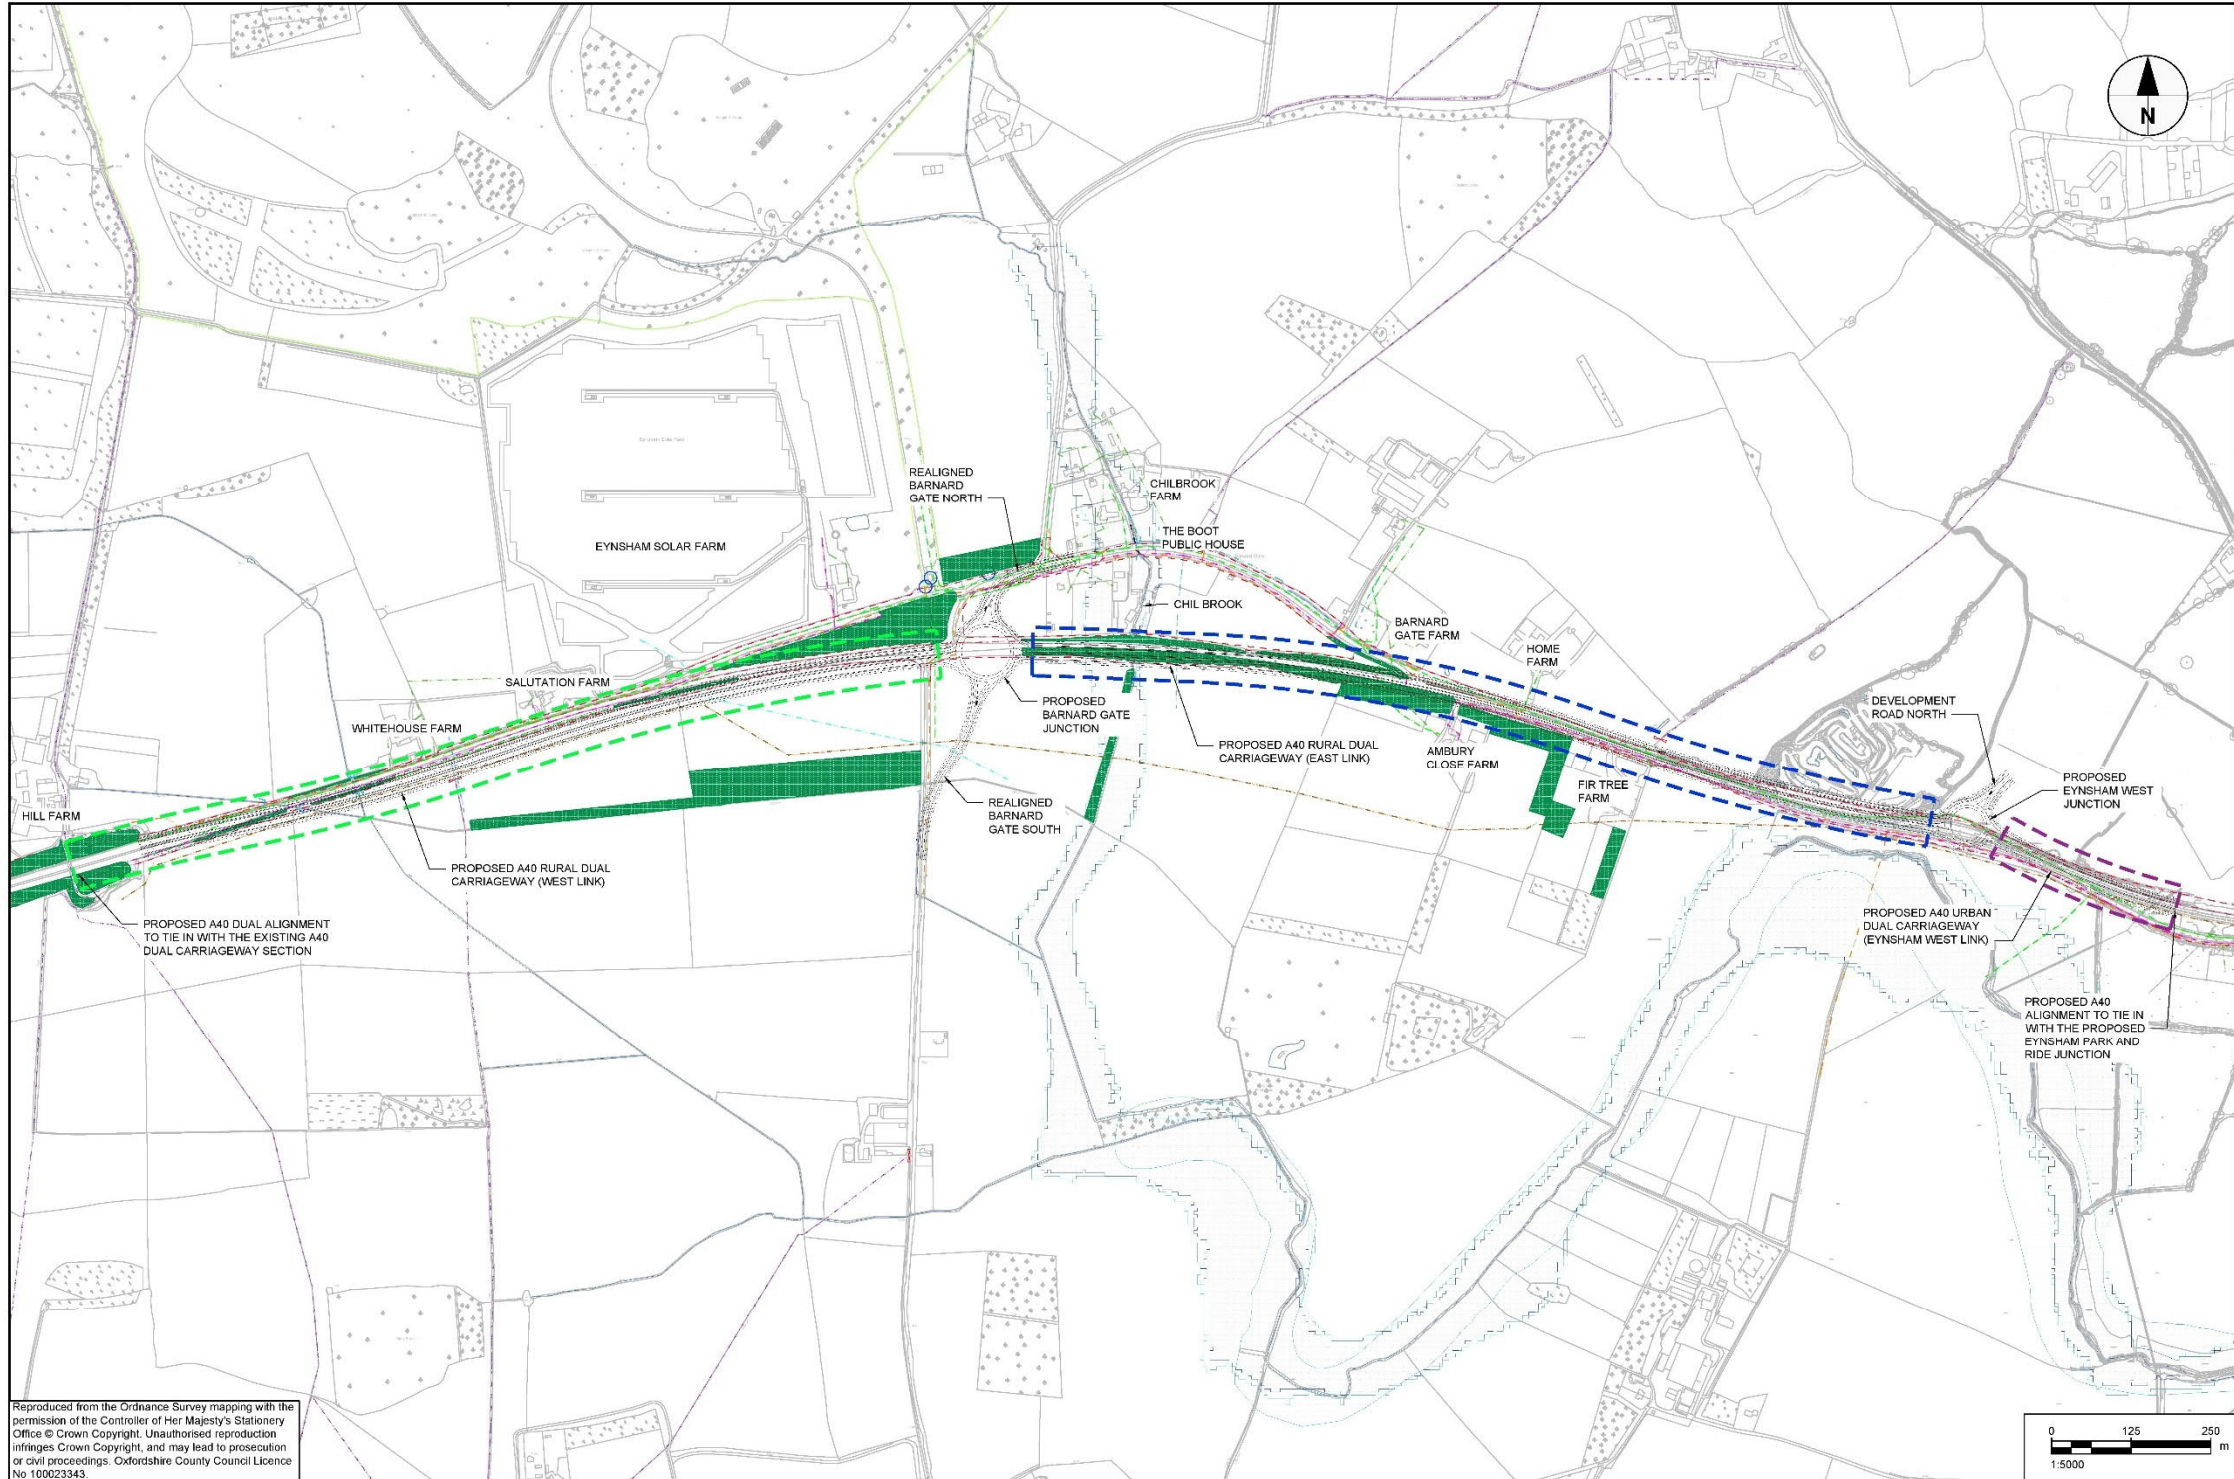 N
REALIGNED
BARNARD
GATE NORTH
CHILBROOK
FARM
THE BOOT
PUBLIC HOUSE
EYNSHAM SOLAR FARM
CHIL BROOK
BARNARD
GATE FARM
HOME
FARM
SALUTATION FARM
WHITEHOUSE FARM
PROPOSED
BARNARD GATE
JUNCTION
DEVELOPMENT
ROAD NORTH
PROPOSED A40 RURAL DUAL
CARRIAGEWAY (EAST LINK)
AMBURY
CLOSE FARM
FIR TREE
FARM
PROPOSED
EYNSHAM WEST
JUNCTION
HILL FARM
REALIGNED
BARNARD
GATE SOUTH
PROPOSED A40 RURAL DUAL
CARRIAGEWAY (WEST LINK)
PROPOSED A40 DUAL ALIGNMENT
TO TIE IN WITH THE EXISTING A40
DUAL CARRIAGEWAY SECTION
PROPOSED A40 URBAN
DUAL CARRIAGEWAY
(EYNSHAM WEST LINK)
PROPOSED A40
ALIGNMENT TO TIE IN
WITH THE PROPOSED
EYNSHAM PARK AND
RIDE JUNCTION
Reproduced from the Ordnance Survey mapping with the
permission of the Controller of Her Majesty's Stationery
Office © Crown Copyright. Unauthorised reproduction
infringes Crown Copyright, and may lead to prosecution
or civil proceedings. Oxfordshire County Council Licence
No 100023343.
0 125 250
m
1:5000